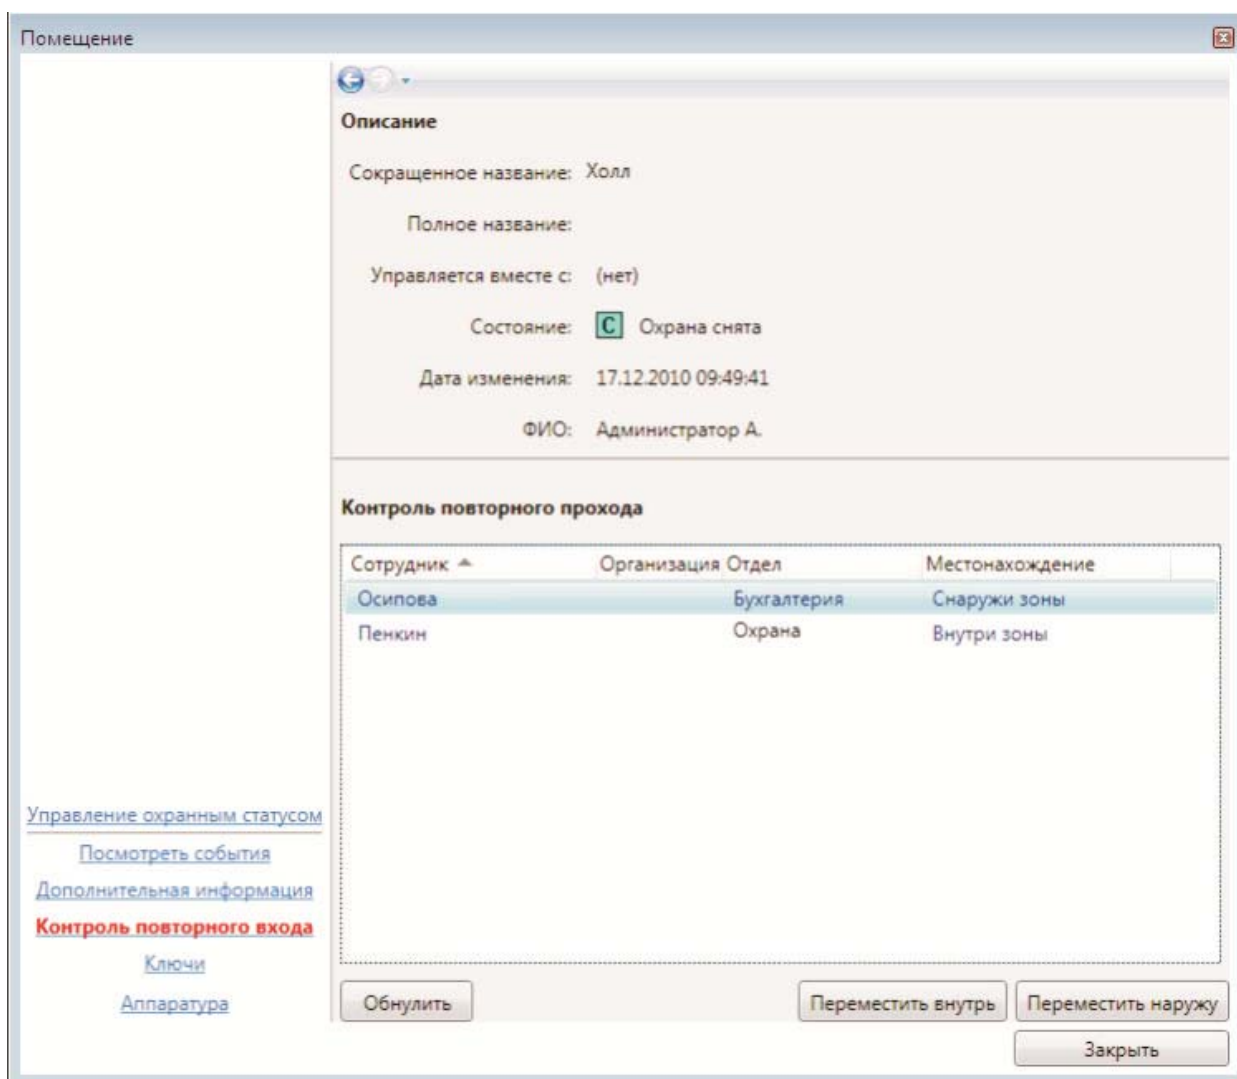 Помещение
Описание
Сокращенное название: Холл
Полное название:
Управляется вместе с: (нет)
Состояние: C Охрана снята
Дата изменения: 17.12.2010 09:49:41
ФИО: Администратор А.
Контроль повторного прохода
Сотрудник Организация Отдел Местонахождение
Осипова Бухгалтерия Снаружи зоны
Пенкин Охрана Внутри зоны
Управление охранным статусом
Посмотреть события
Дополнительная информация
Контроль повторного входа
Ключи
Аппаратура
Обнулить Переместить внутрь Переместить наружу
Закрыть